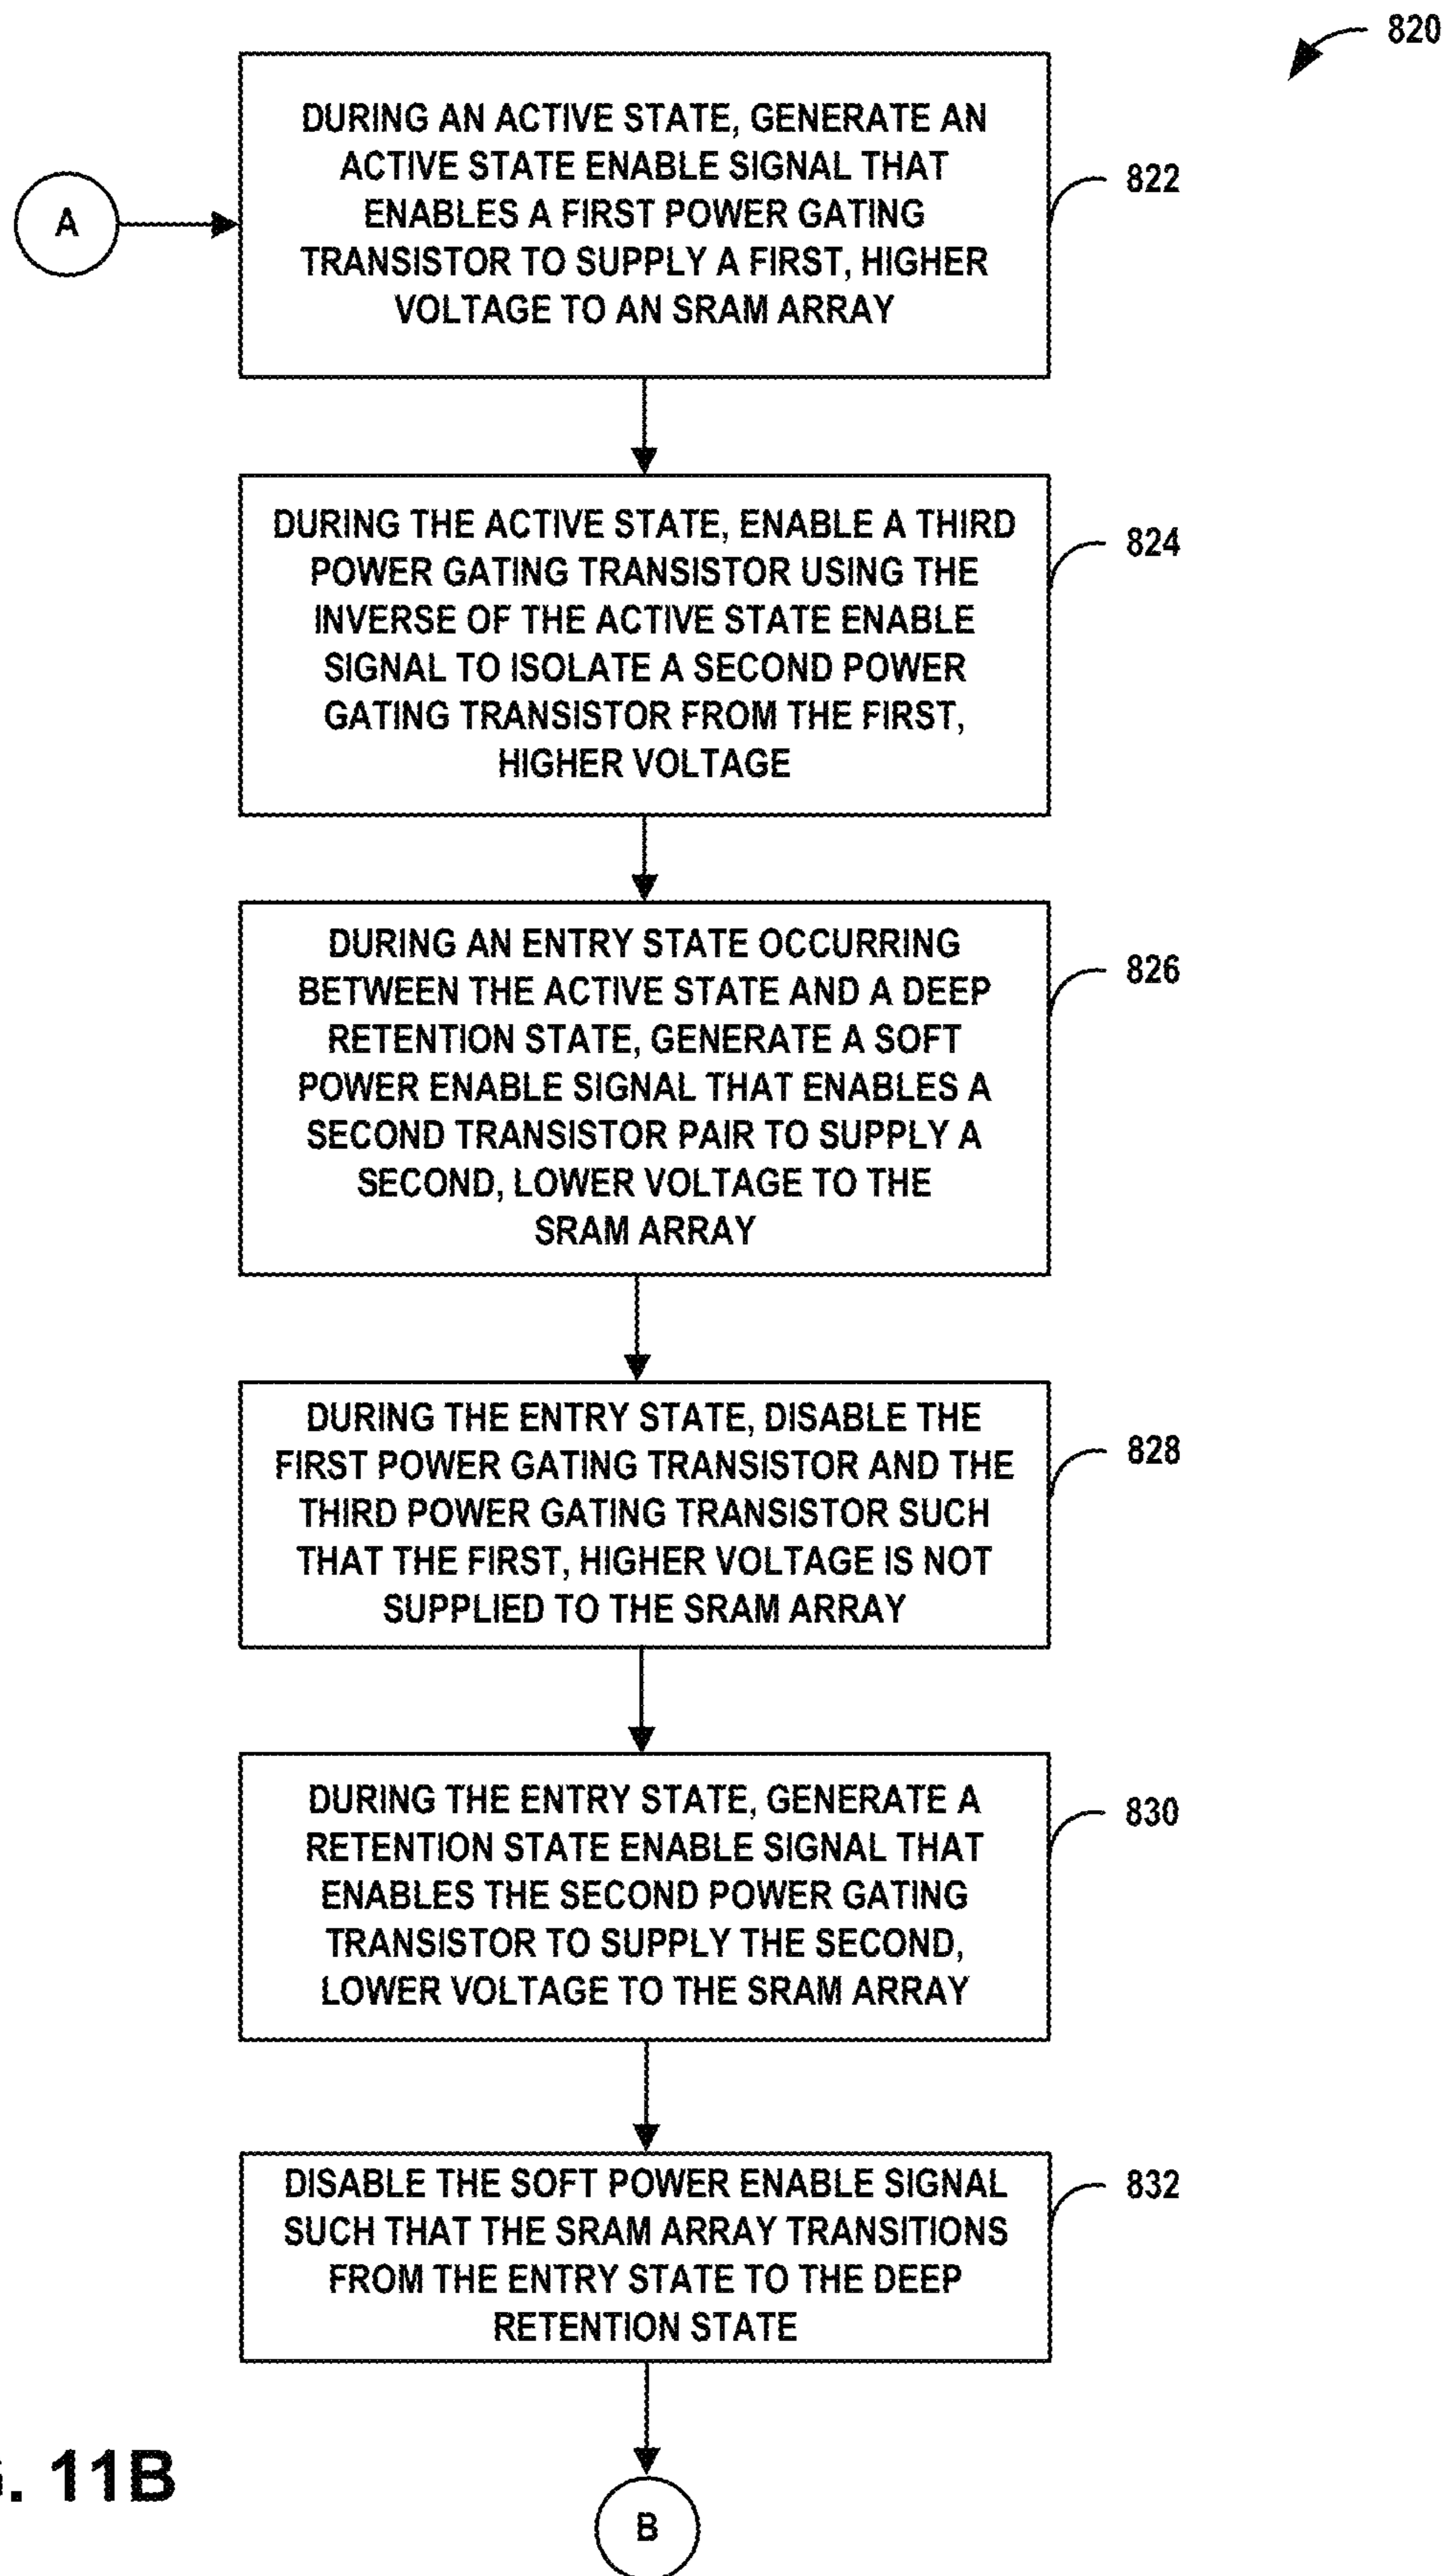 820
DURING AN ACTIVE STATE, GENERATE AN
ACTIVE STATE ENABLE SIGNAL THAT
ENABLES A FIRST POWER GATING
TRANSISTOR TO SUPPLY A FIRST, HIGHER
VOLTAGE TO AN SRAM ARRAY
822
A
DURING THE ACTIVE STATE, ENABLE A THIRD
POWER GATING TRANSISTOR USING THE
INVERSE OF THE ACTIVE STATE ENABLE
SIGNAL TO ISOLATE A SECOND POWER
GATING TRANSISTOR FROM THE FIRST,
HIGHER VOLTAGE
824
DURING AN ENTRY STATE OCCURRING
BETWEEN THE ACTIVE STATE AND A DEEP
RETENTION STATE, GENERATE A SOFT
POWER ENABLE SIGNAL THAT ENABLES A
SECOND TRANSISTOR PAIR TO SUPPLY A
SECOND, LOWER VOLTAGE TO THE
SRAM ARRAY
826
DURING THE ENTRY STATE, DISABLE THE
FIRST POWER GATING TRANSISTOR AND THE
THIRD POWER GATING TRANSISTOR SUCH
THAT THE FIRST, HIGHER VOLTAGE IS NOT
SUPPLIED TO THE SRAM ARRAY
828
DURING THE ENTRY STATE, GENERATE A
RETENTION STATE ENABLE SIGNAL THAT
ENABLES THE SECOND POWER GATING
TRANSISTOR TO SUPPLY THE SECOND,
LOWER VOLTAGE TO THE SRAM ARRAY
830
DISABLE THE SOFT POWER ENABLE SIGNAL
SUCH THAT THE SRAM ARRAY TRANSITIONS
FROM THE ENTRY STATE TO THE DEEP
RETENTION STATE
832
. 11B
B